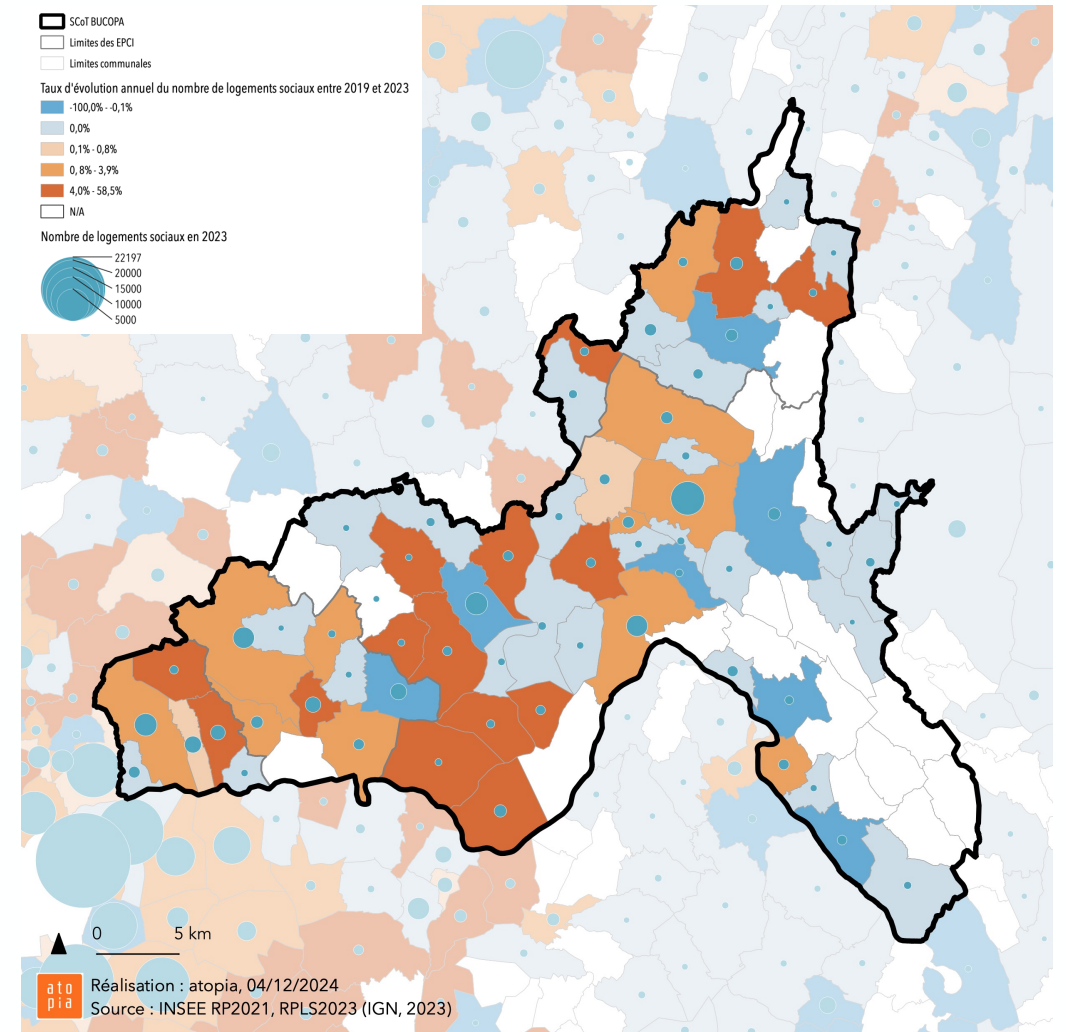 SCoT BUCOPA
Limites des EPCI
Limites communales
Taux d'évolution annuel du nombre de logements sociaux entre 2019 et 2023
-100,0% - -0,1%
0,0%
0,1% - 0,8%
0,8% - 3,9%
4,0% - 58,5%
N/A
Nombre de logements sociaux en 2023
22197
20000
15000
10000
5000
0 5 km
ato
pia
Réalisation : atopia, 04/12/2024
Source : INSEE RP2021, RPLS2023 (IGN, 2023)